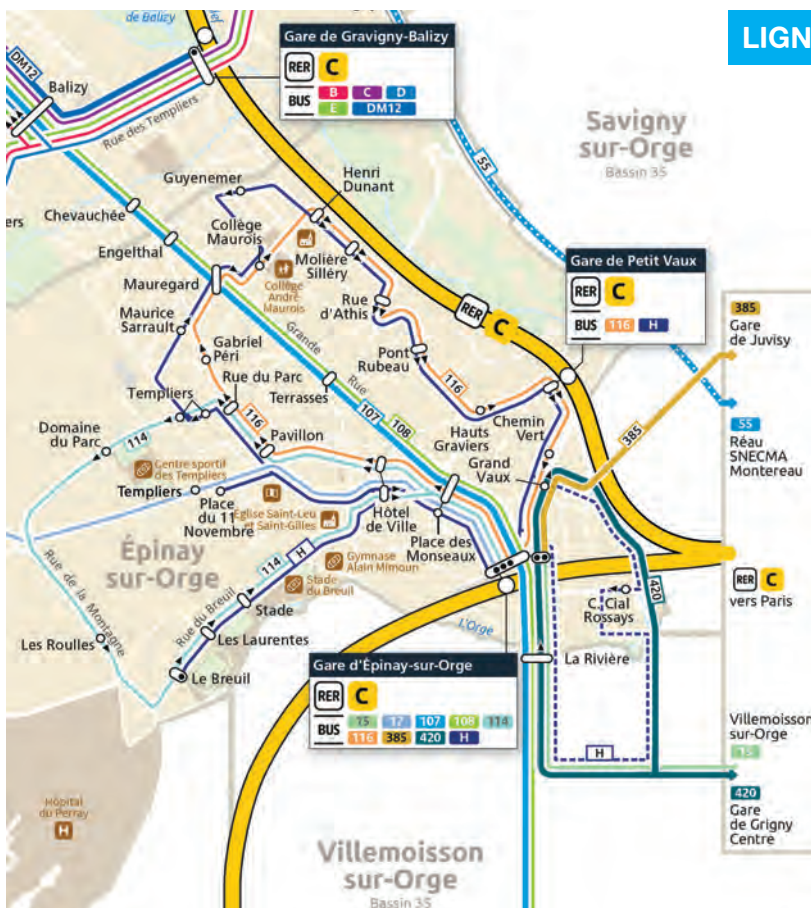 LIGN
de Balizy
Gare de Gravigny-Balizy
RER C
BUS B C D
E DM12
DM12
Balizy
Rue des Templiers
55
Savigny
sur-Orge
Bassin 35
Guyenemer
Henri
Dunant
Chevauchée
ers
Collège
Maurois
Engelthal
Molière
Silléry
Gare de Petit Vaux
RER C
BUS 116 H
Mauregard
Collège
André
Maurois
Rue
d'Athis
RER C
385
Gare
de Juvisy
Maurice
Sarrault
Grande
Rue
Gabriel
Péri
Pont
Rubeau
Rue du Parc
Terrasses
116
Templiers
107
108
Chemin
Vert
55
Réau
SNECMA
Montereau
Domaine
du Parc
114
116
Pavillon
Hauts
Graviers
385
Grand
Vaux
Centre sportif
des Templiers
Templiers
Place
du 11
Novembre
Église Saint-Leu
et Saint-Gilles
Hôtel
de Ville
Place des
Monseaux
Épinay
sur-Orge
H
114
Gymnase
Alain Mimoun
Stade
du Breuil
RER C
vers Paris
420
C. Cial
Rossays
Rue de la Montagne
Rue du Breuil
Stade
L'Orge
Les Roulles
Les Laurentes
La Rivière
Le Breuil
Gare d'Épinay-sur-Orge
RER C
BUS 15 17 107 108 114
116 385 420 H
Villemoisson
sur-Orge
15
H
420
Gare
de Grigny
Centre
Hôpital
du Perray
H
Villemoisson
sur-Orge
Bassin 35